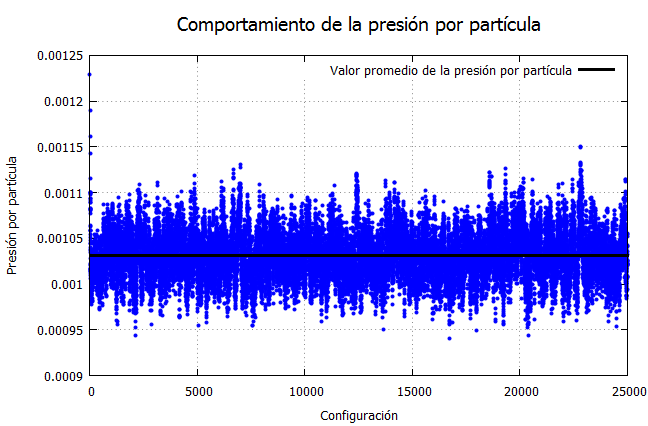 Comportamiento de la presión por partícula
Valor promedio de la presión por partícula
Presión por partícula
0.00125
0.0012
0.00115
0.0011
0.00105
0.001
0.00095
0.0009
0 5000 10000 15000 20000 25000
Configuración